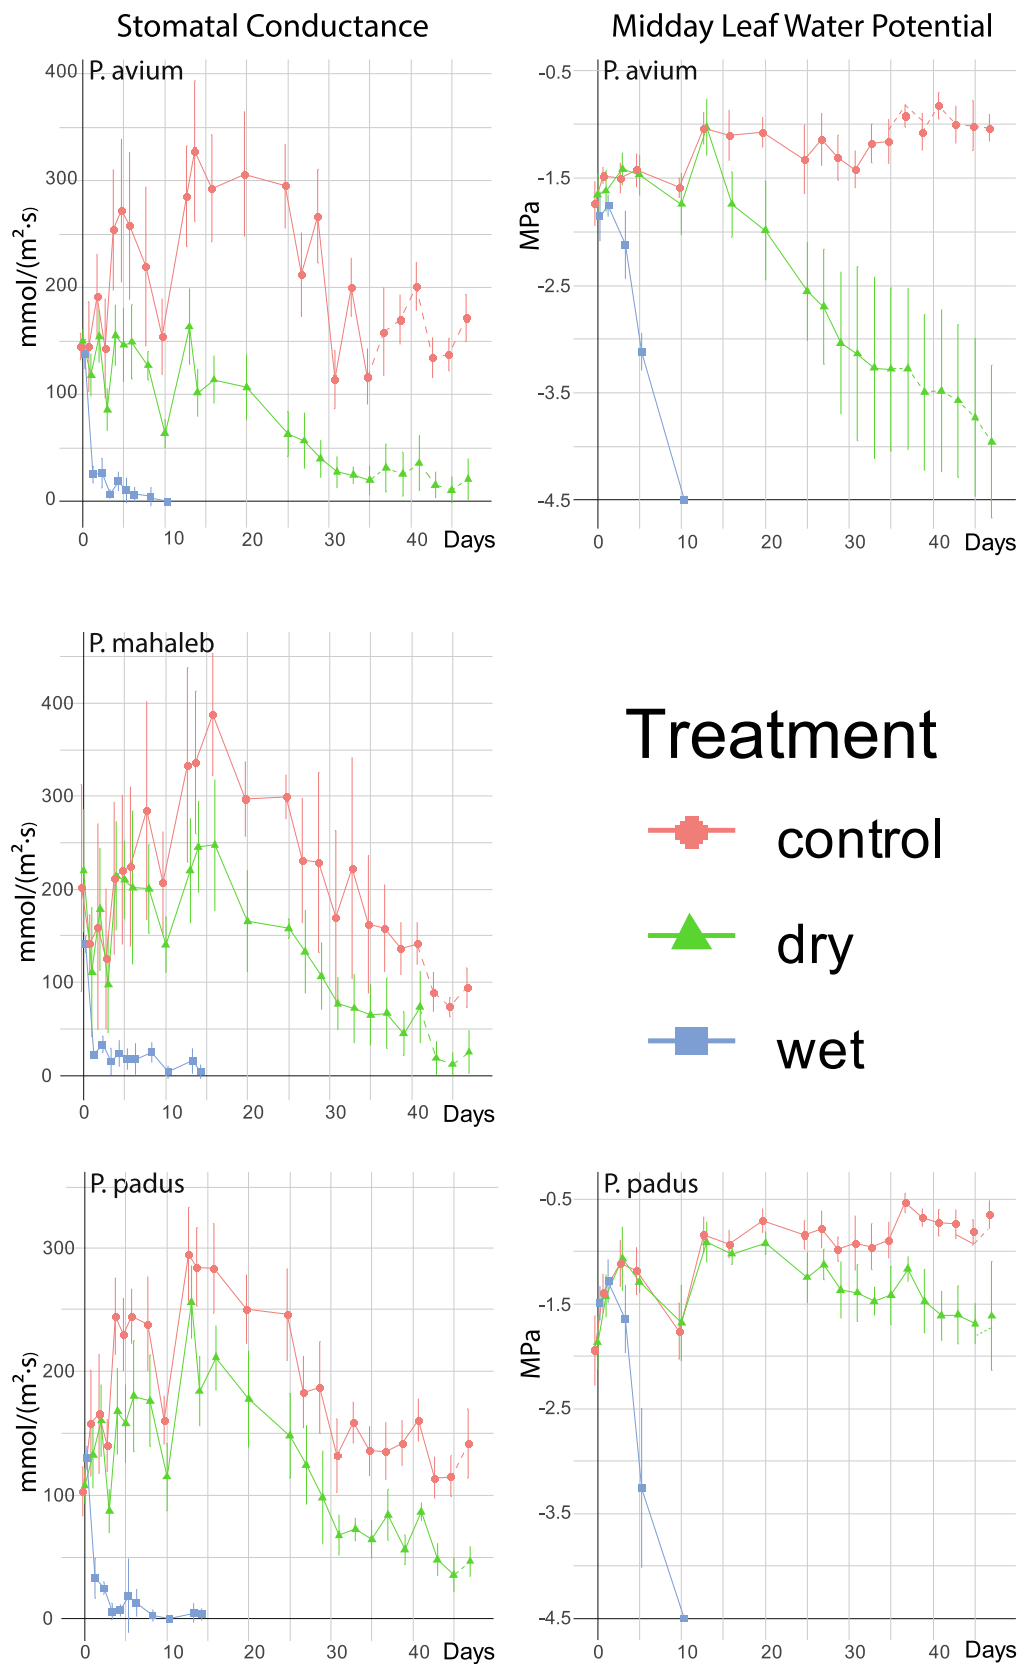 Stomatal Conductance
Midday Leaf Water Potential
P. avium
400
300
200
100
0
mmol/(m²·s)
0 10 20 30 40 Days
P. avium
-0.5
-1.5
-2.5
-3.5
-4.5
MPa
0 10 20 30 40 Days
P. mahaleb
400
300
200
100
0
mmol/(m²·s)
0 10 20 30 40 Days
Treatment
control
dry
wet
P. padus
300
200
100
0
mmol/(m²·s)
0 10 20 30 40 Days
P. padus
-0.5
-1.5
-2.5
-3.5
-4.5
MPa
0 10 20 30 40 Days